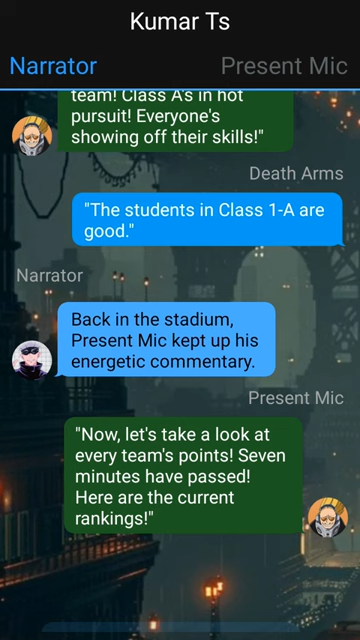 Kumar Ts
Narrator
Present Mic
team! Class A's in hot
pursuit! Everyone's
showing off their skills!"
Death Arms
"The students in Class 1-A are
good."
Narrator
Back in the stadium,
Present Mic kept up his
energetic commentary.
Present Mic
"Now, let's take a look at
every team's points! Seven
minutes have passed!
Here are the current
rankings!"